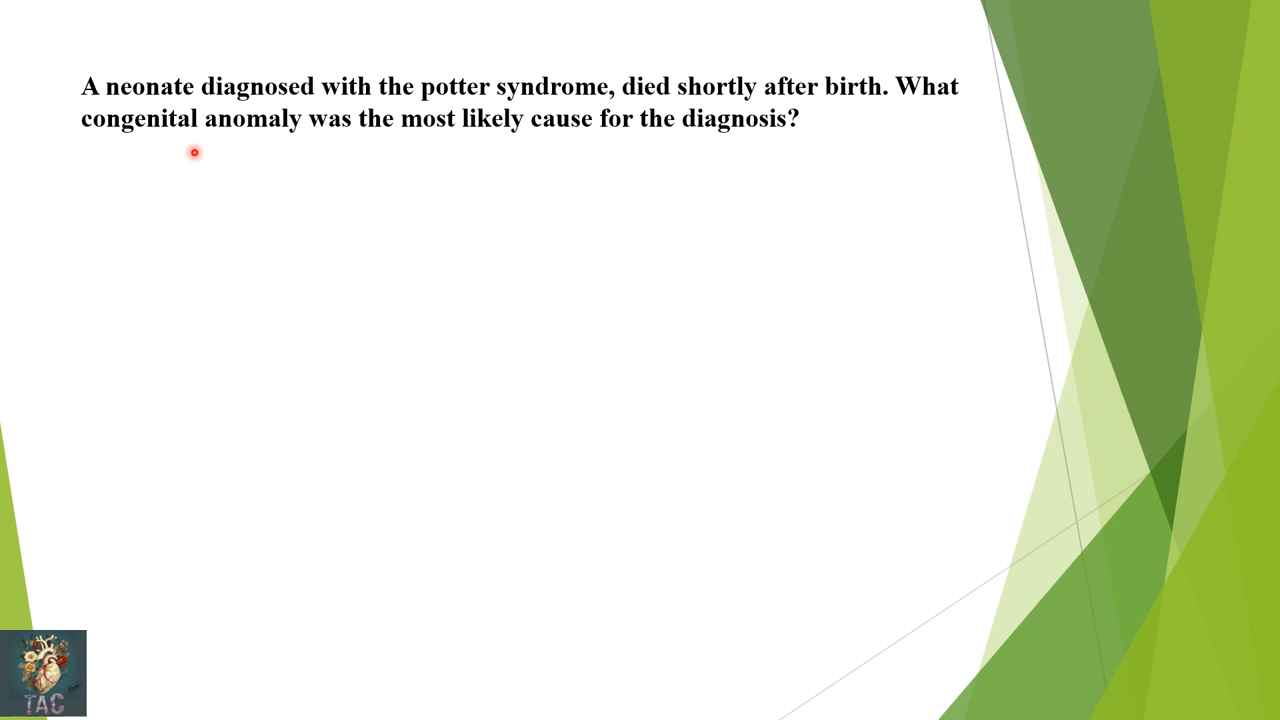 A neonate diagnosed with the potter syndrome, died shortly after birth. What
congenital anomaly was the most likely cause for the diagnosis?
TAC